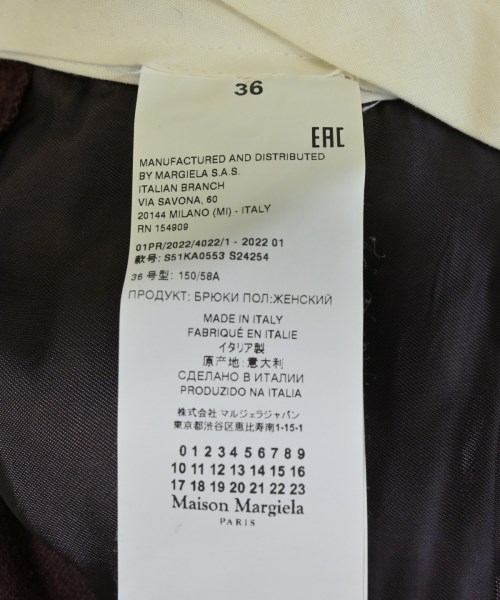 36
EAC
MANUFACTURED AND DISTRIBUTED
BY MARGIELA S.A.S.
ITALIAN BRANCH
VIA SAVONA, 60
20144 MILANO (MI) - ITALY
RN 154909
01PR/2022/4022/1 - 2022 01
款号: S51KA0553 S24254
36 号型: 150/58A
ПРОДУКТ: БРЮКИ ПОЛ:ЖЕНСКИЙ
MADE IN ITALY
FABRIQUÉ EN ITALIE
イタリア製
原产地: 意大利
СДЕЛАНО В ИТАЛИИ
PRODUZIDO NA ITALIA
株式会社 マルジェラジャパン
東京都渋谷区恵比寿南1-15-1
0 1 2 3 4 5 6 7 8 9
10 11 12 13 14 15 16
17 18 19 20 21 22 23
Maison Margiela
PARIS